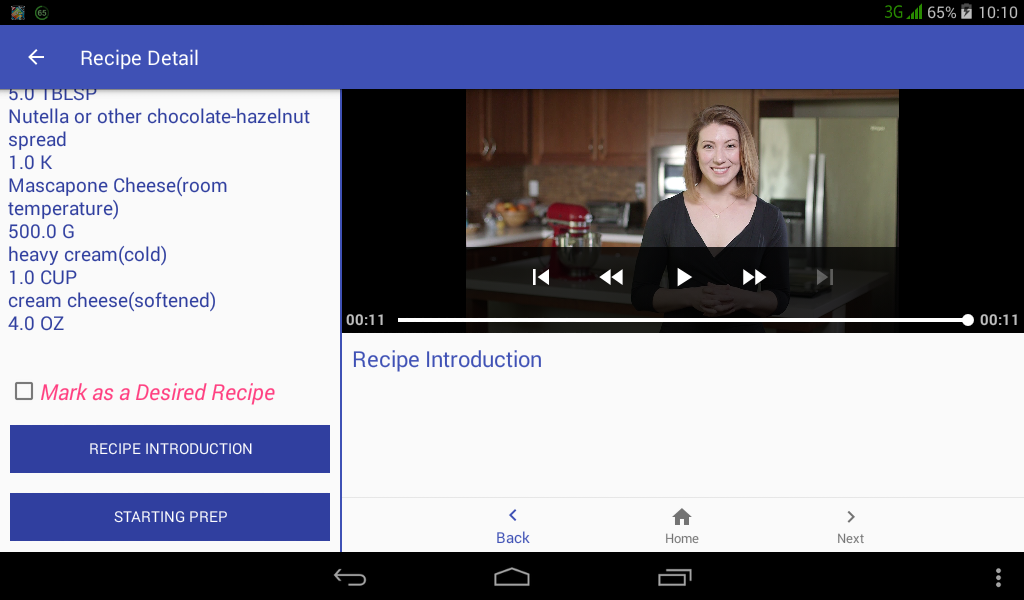 65
3G 65% 10:10
Recipe Detail
5.0 TBLSP
Nutella or other chocolate-hazelnut
spread
1.0 K
Mascapone Cheese(room
temperature)
500.0 G
heavy cream(cold)
1.0 CUP
cream cheese(softened)
4.0 OZ
Mark as a Desired Recipe
RECIPE INTRODUCTION
STARTING PREP
00:11 00:11
Recipe Introduction
Back Home Next